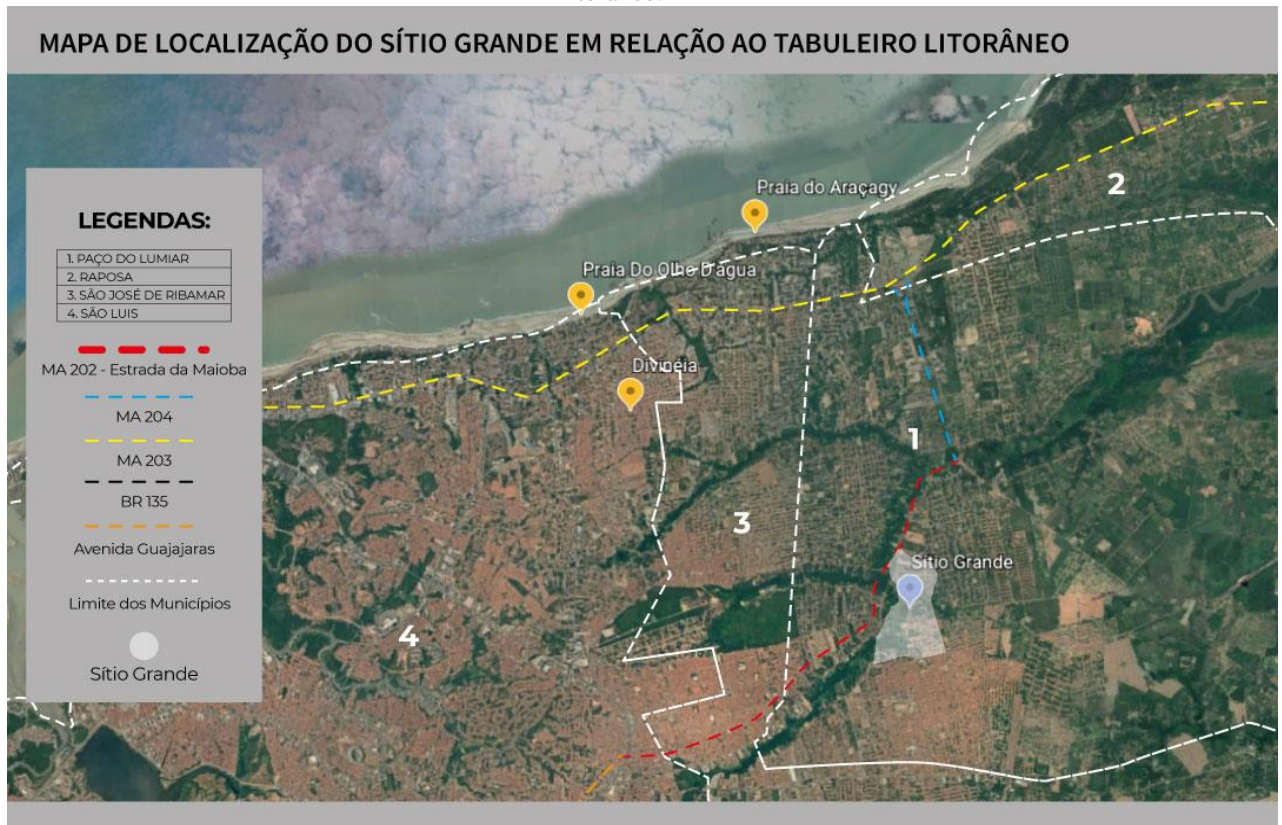 MAPA DE LOCALIZAÇÃO DO SÍTIO GRANDE EM RELAÇÃO AO TABULEIRO LITORÂNEO
LEGENDAS:
1. PAÇO DO LUMIAR
2. RAPOSA
3. SÃO JOSÉ DE RIBAMAR
4. SÃO LUIS
MA 202 - Estrada da Maioba
MA 204
MA 203
BR 135
Avenida Guajajaras
Limite dos Municípios
Sítio Grande
Praia do Araçagy
2
Praia Do Olho D'água
Divinéia
1
3
Sítio Grande
4